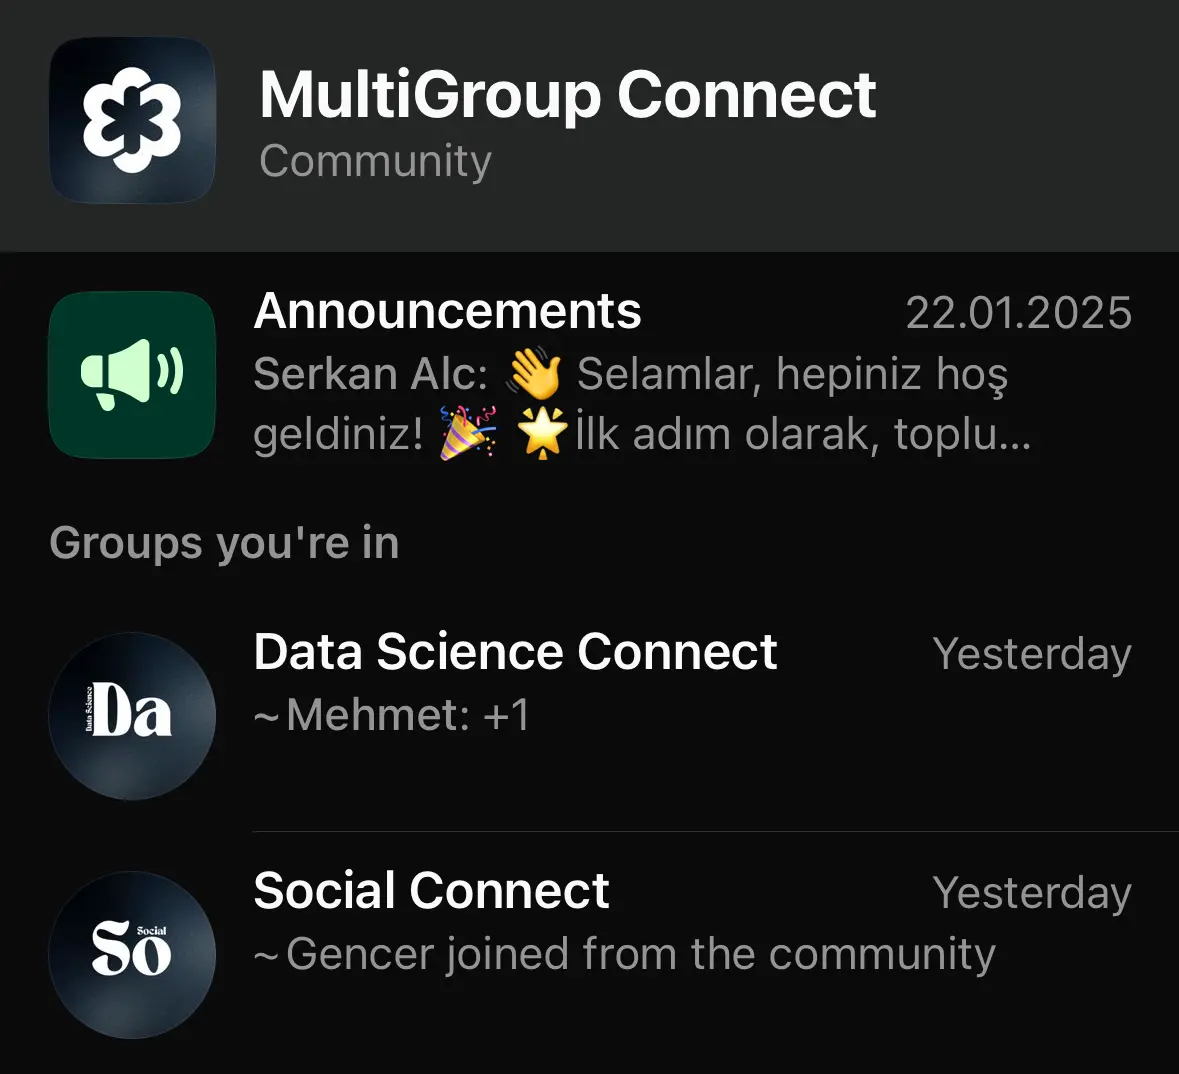 MultiGroup Connect
Community
Announcements
22.01.2025
Serkan Alc: 👋 Selamlar, hepiniz hoş
geldiniz! 🎉 🌟İlk adım olarak, toplu...
Groups you're in
Data Science
Da
Data Science Connect
Yesterday
~ Mehmet: +1
Social
So
Social Connect
Yesterday
~ Gencer joined from the community